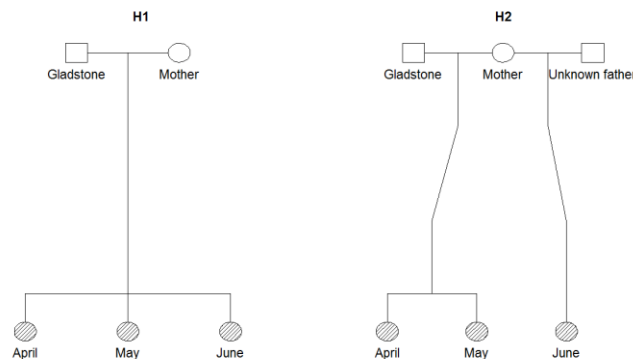 H1
H2
Gladstone Mother
Gladstone Mother Unknown father
April May June
April May June